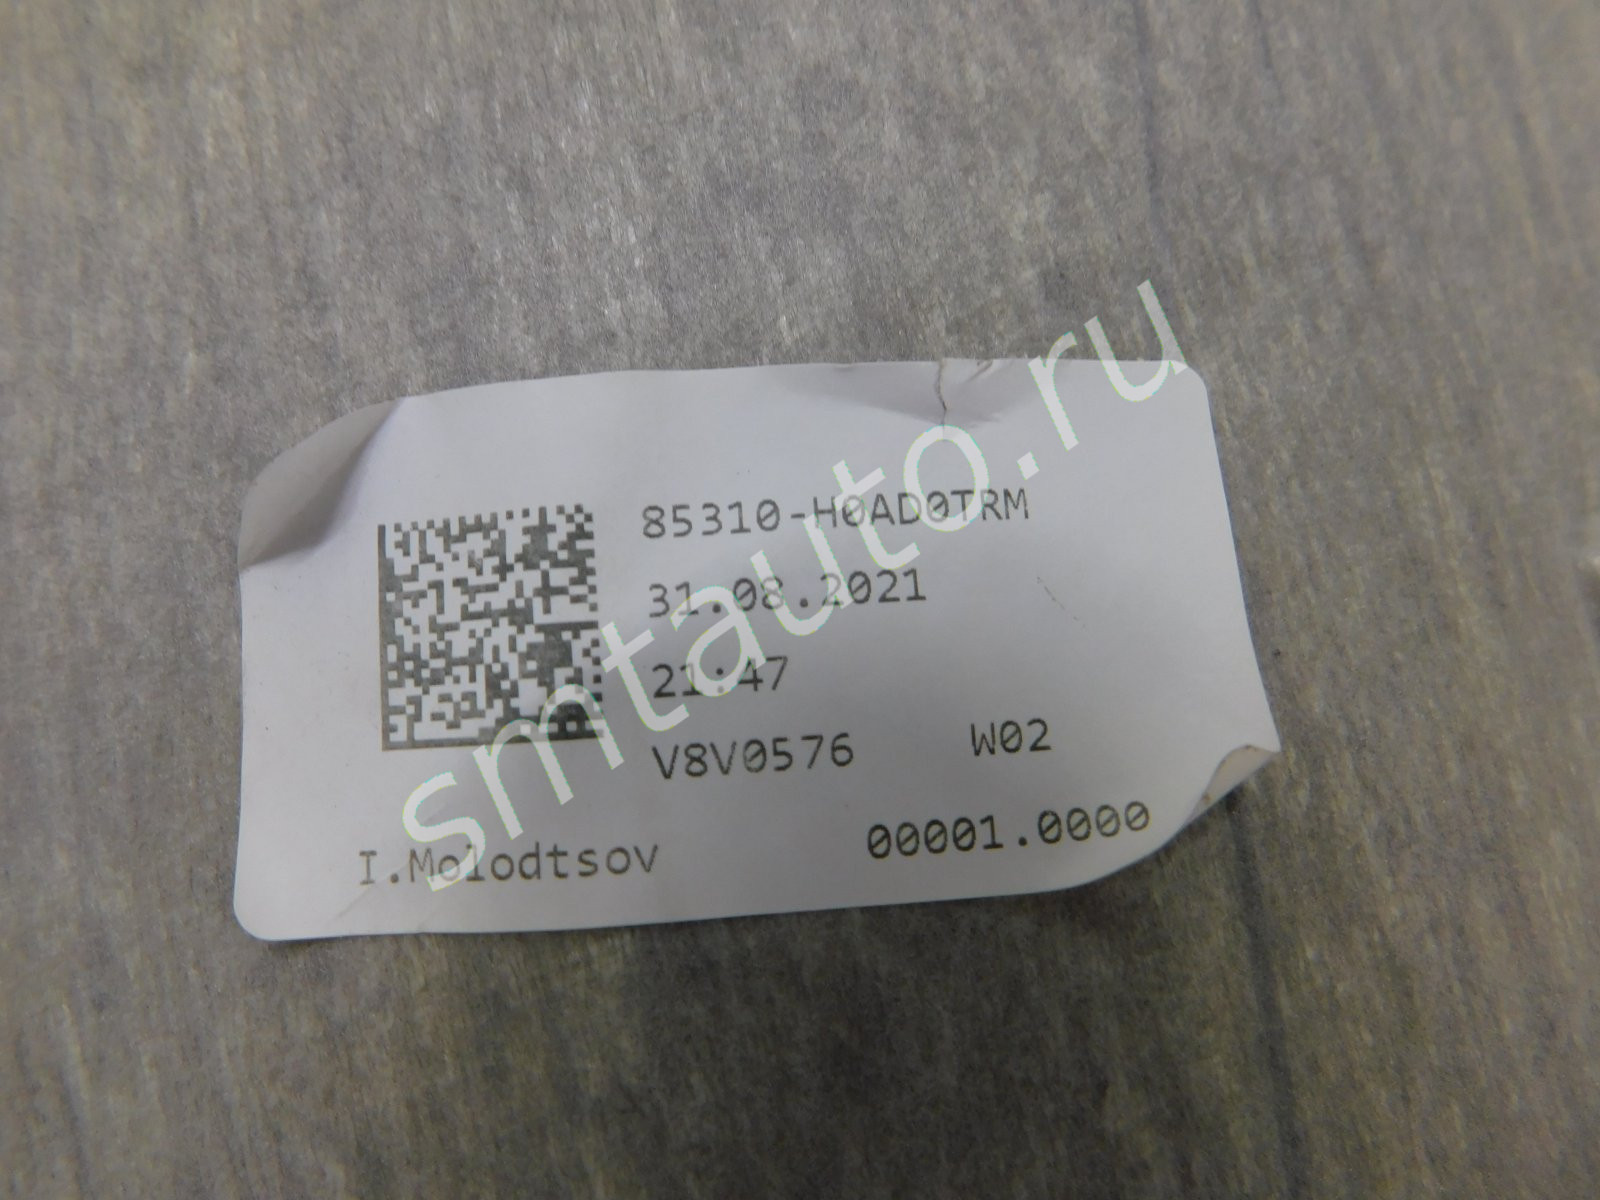 85310-H0AD0TRM
31.08.2021
21:47
V8V0576 W02
I.Molodtsov 00001.0000
smtauto.ru